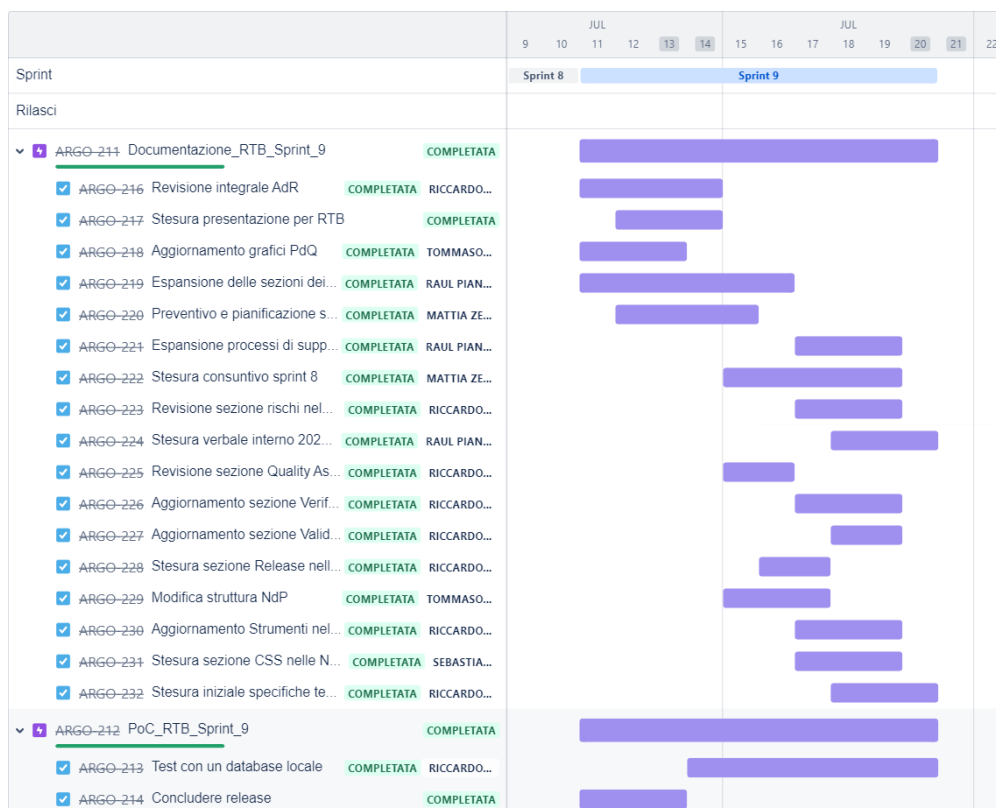 JUL JUL
9 10 11 12 13 14 15 16 17 18 19 20 21 22
Sprint Sprint 8 Sprint 9
Rilasci
ARGO-211 Documentazione_RTB_Sprint_9 COMPLETATA
ARGO-216 Revisione integrale AdR COMPLETATA RICCARDO...
ARGO-217 Stesura presentazione per RTB COMPLETATA
ARGO-218 Aggiornamento grafici PdQ COMPLETATA TOMMASO...
ARGO-219 Espansione delle sezioni dei... COMPLETATA RAUL PIAN...
ARGO-220 Preventivo e pianificazione s... COMPLETATA MATTIA ZE...
ARGO-221 Espansione processi di supp... COMPLETATA RAUL PIAN...
ARGO-222 Stesura consuntivo sprint 8 COMPLETATA MATTIA ZE...
ARGO-223 Revisione sezione rischi nel... COMPLETATA RICCARDO...
ARGO-224 Stesura verbale interno 202... COMPLETATA RAUL PIAN...
ARGO-225 Revisione sezione Quality As... COMPLETATA RICCARDO...
ARGO-226 Aggiornamento sezione Verif... COMPLETATA RICCARDO...
ARGO-227 Aggiornamento sezione Valid... COMPLETATA RICCARDO...
ARGO-228 Stesura sezione Release nell... COMPLETATA RICCARDO...
ARGO-229 Modifica struttura NdP COMPLETATA TOMMASO...
ARGO-230 Aggiornamento Strumenti nel... COMPLETATA RICCARDO...
ARGO-231 Stesura sezione CSS nelle N... COMPLETATA SEBASTIA...
ARGO-232 Stesura iniziale specifiche te... COMPLETATA RICCARDO...
ARGO-212 PoC_RTB_Sprint_9 COMPLETATA
ARGO-213 Test con un database locale COMPLETATA RICCARDO...
ARGO-214 Concludere release COMPLETATA